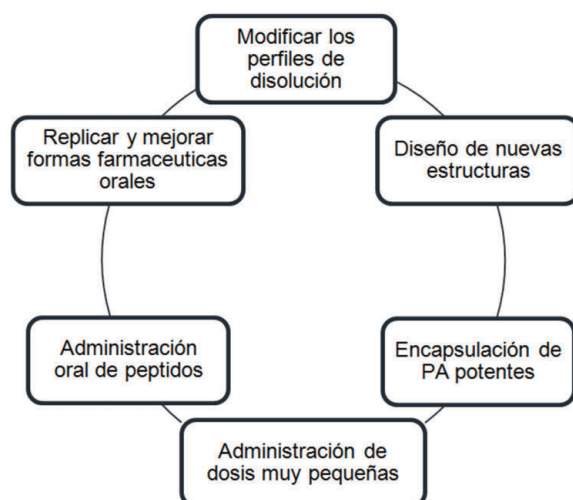 Modificar los
perfiles de
disolución
Diseño de nuevas
estructuras
Encapsulación de
PA potentes
Administración de
dosis muy pequeñas
Administración
oral de peptidos
Replicar y mejorar
formas farmaceuticas
orales